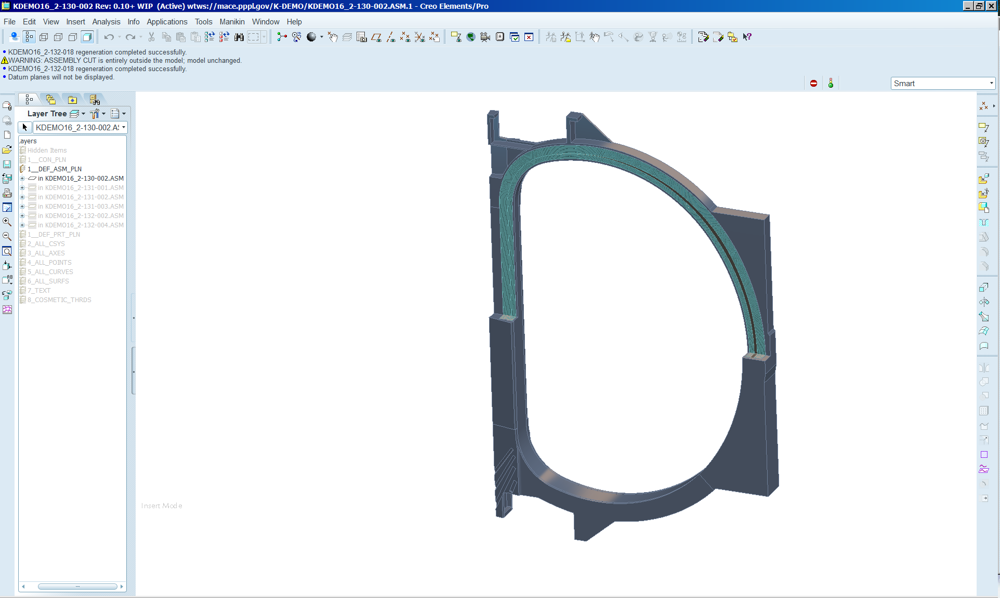 KDEMO16_2-130-002 Rev: 0.10+ WIP (Active) wtws://mace.pppl.gov/K-DEMO/KDEMO16_2-130-002.ASM.1 - Creo Elements/Pro
File Edit View Insert Analysis Info Applications Tools Manikin Window Help
KDEMO16_2-132-018 regeneration completed successfully.
WARNING: ASSEMBLY CUT is entirely outside the model; model unchanged.
KDEMO16_2-132-018 regeneration completed successfully.
Datum planes will not be displayed.
Smart
Layer Tree
KDEMO16_2-130-002.AS
Layers
Hidden Items
1__CON_PLN
1__DEF_ASM_PLN
in KDEMO16_2-130-002.ASM
in KDEMO16_2-131-001.ASM
in KDEMO16_2-131-002.ASM
in KDEMO16_2-131-003.ASM
in KDEMO16_2-132-002.ASM
in KDEMO16_2-132-004.ASM
1__DEF_PRT_PLN
2_ALL_CSYS
3_ALL_AXES
4_ALL_POINTS
5_ALL_CURVES
6_ALL_SURFS
7_TEXT
8_COSMETIC_THRDS
Insert Mode